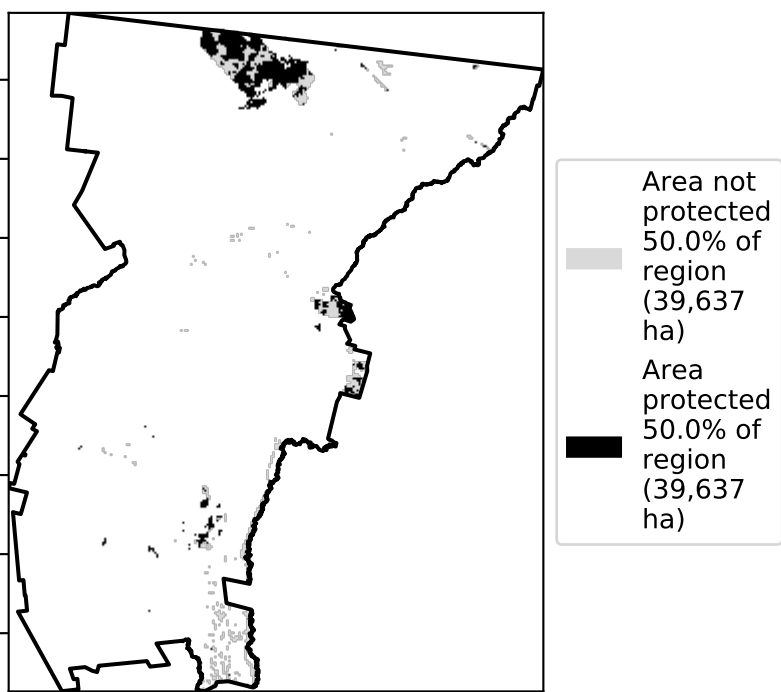 Area not
protected
50.0% of
region
(39,637
ha)
Area
protected
50.0% of
region
(39,637
ha)